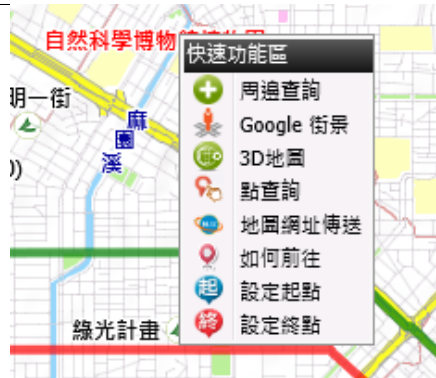 自然科學博物
快速功能區
明一街
周邊查詢
麻園溪
Google 街景
)
3D地圖
點查詢
地圖網址傳送
如何前往
起 設定起點
綠光計畫
終 設定終點